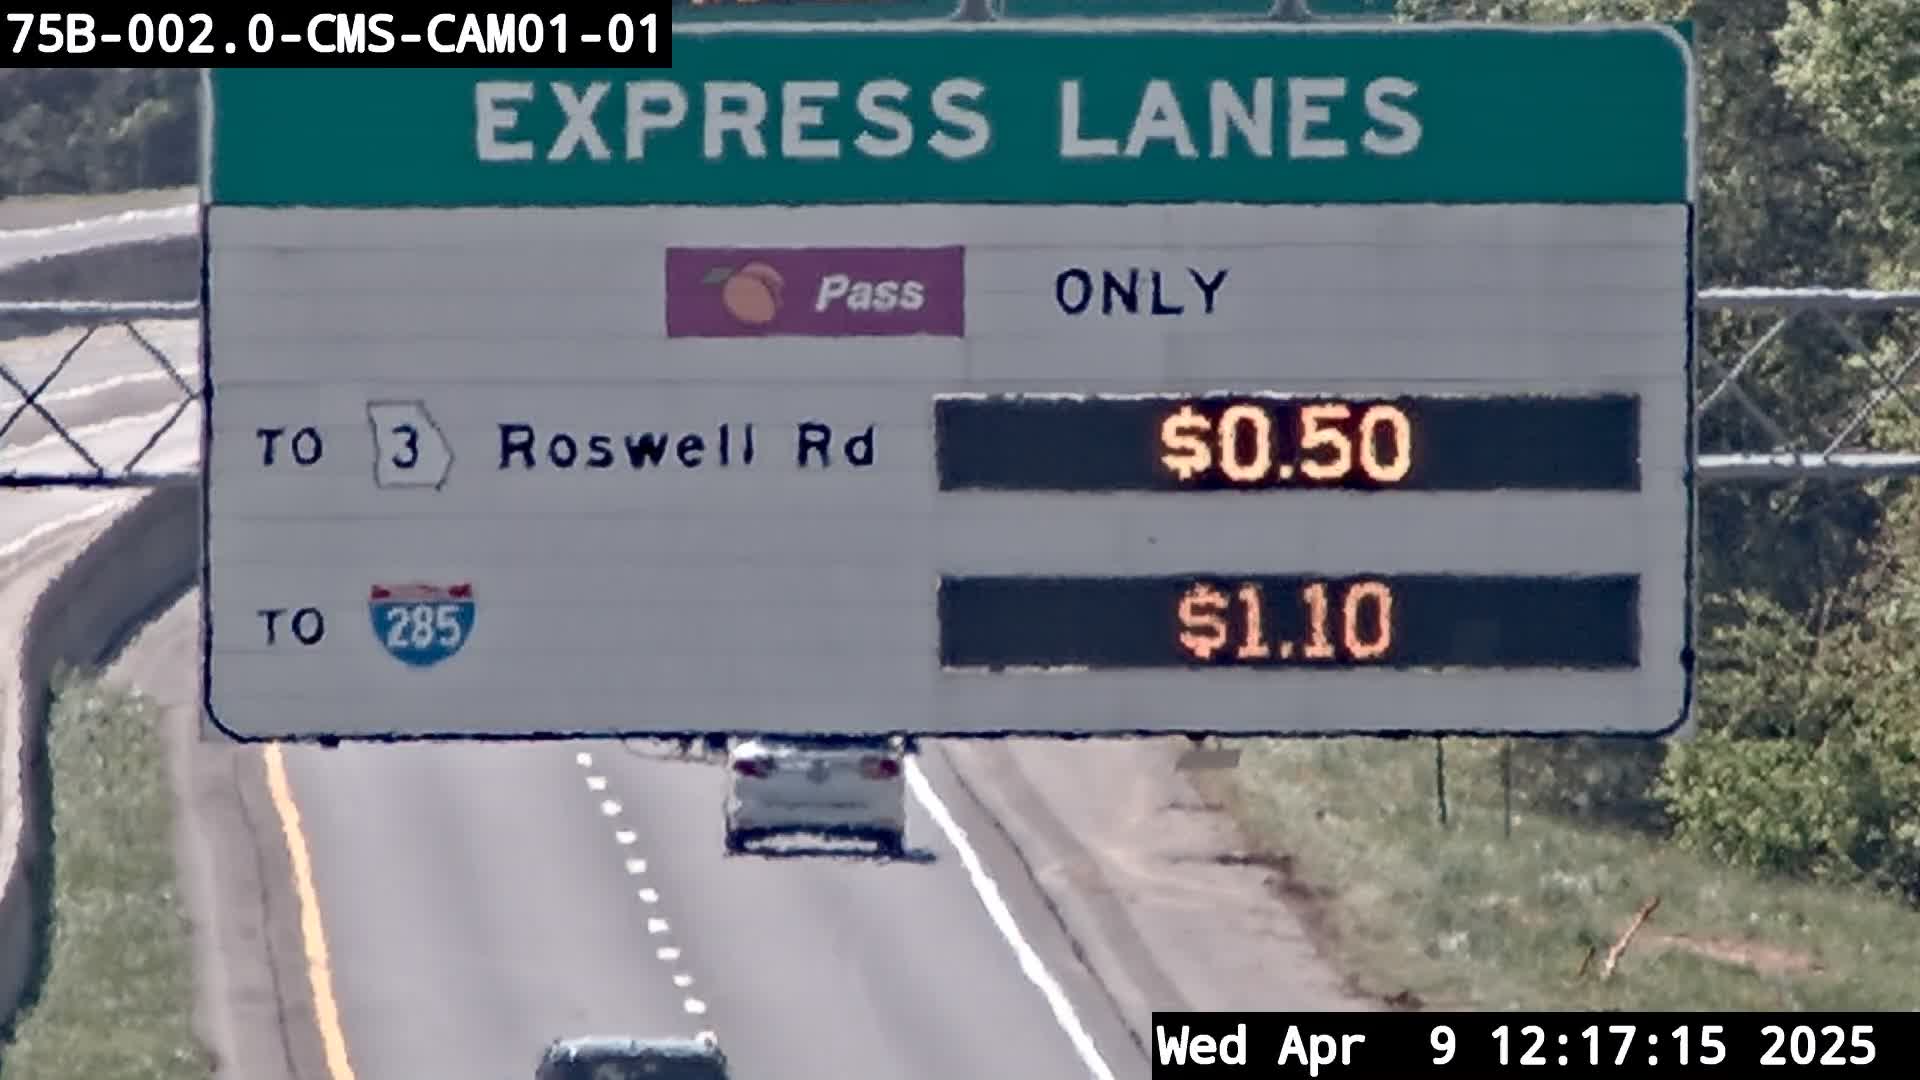 75B-002.0-CMS-CAM01-01
EXPRESS LANES
Pass ONLY
TO 3 Roswell Rd $0.50
TO 285 $1.10
Wed Apr 9 12:17:15 2025